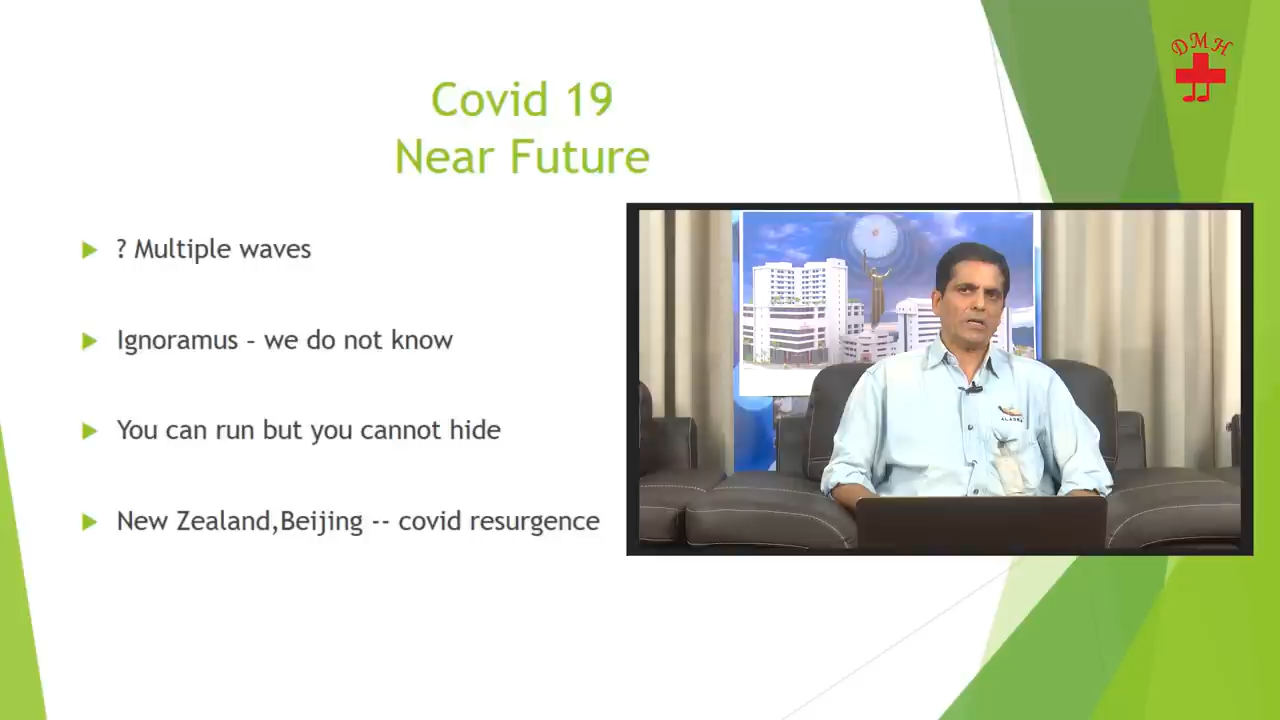 DMH
Covid 19
Near Future
? Multiple waves
Ignoramus - we do not know
You can run but you cannot hide
New Zealand,Beijing -- covid resurgence
ALASKA